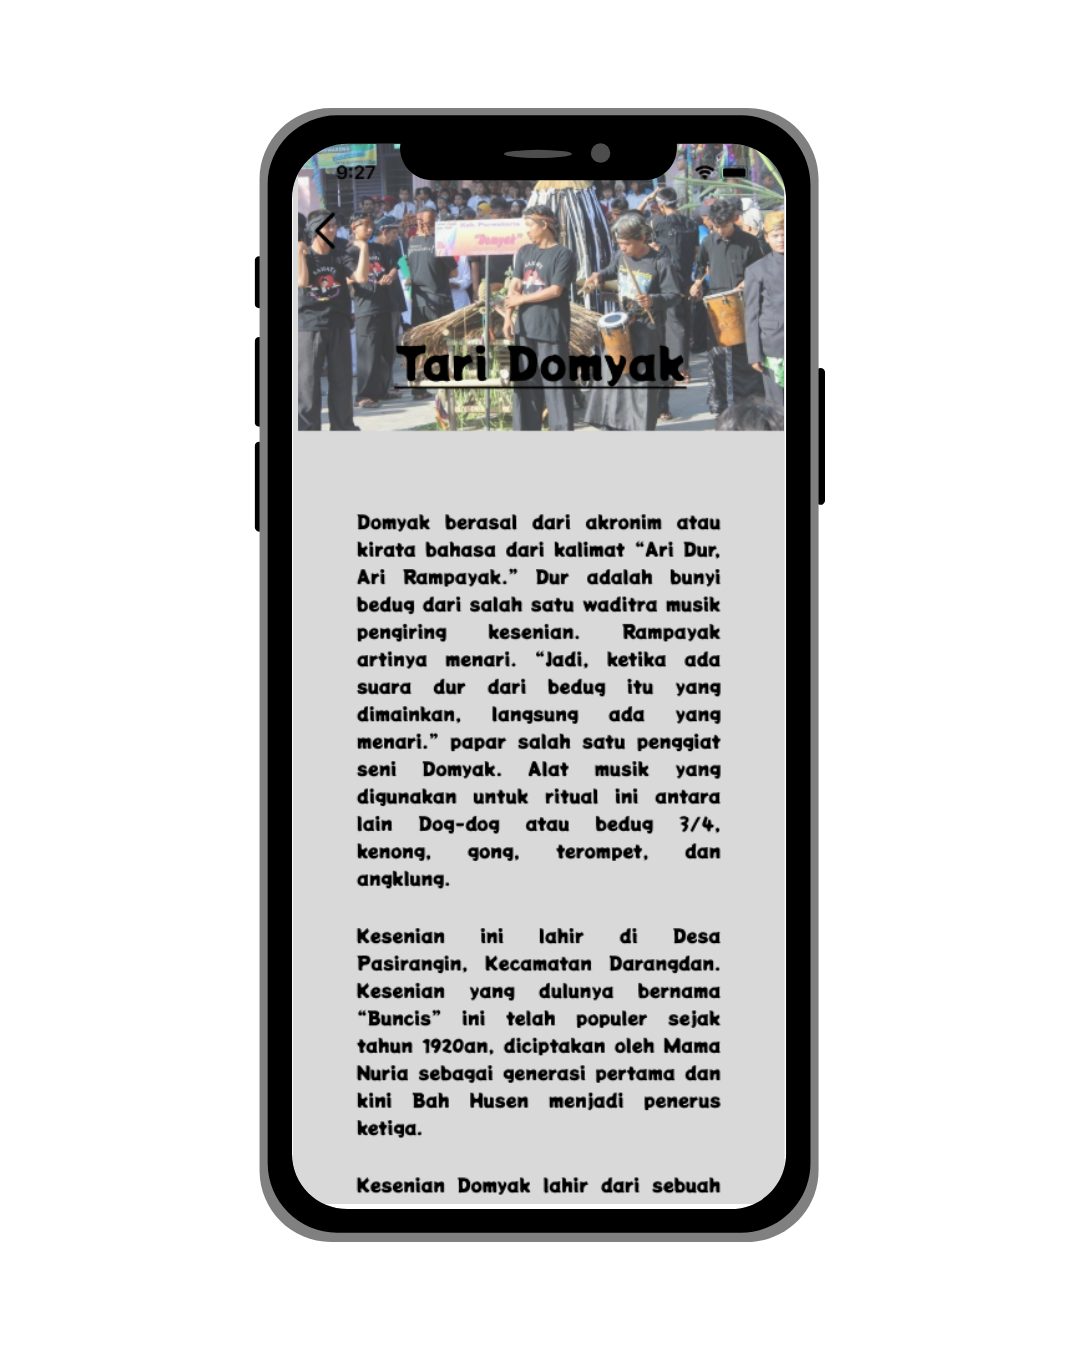 9:27
Kab. Purwakarta
"Domyak"
Tari Domyak
Domyak berasal dari akronim atau
kirata bahasa dari kalimat “Ari Dur,
Ari Rampayak.” Dur adalah bunyi
bedug dari salah satu waditra musik
pengiring kesenian. Rampayak
artinya menari. “Jadi, ketika ada
suara dur dari bedug itu yang
dimainkan, langsung ada yang
menari.” papar salah satu penggiat
seni Domyak. Alat musik yang
digunakan untuk ritual ini antara
lain Dog-dog atau bedug 3/4,
kenong, gong, terompet, dan
angklung.
Kesenian ini lahir di Desa
Pasirangin, Kecamatan Darangdan.
Kesenian yang dulunya bernama
“Buncis” ini telah populer sejak
tahun 1920an, diciptakan oleh Mama
Nuria sebagai generasi pertama dan
kini Bah Husen menjadi penerus
ketiga.
Kesenian Domyak lahir dari sebuah